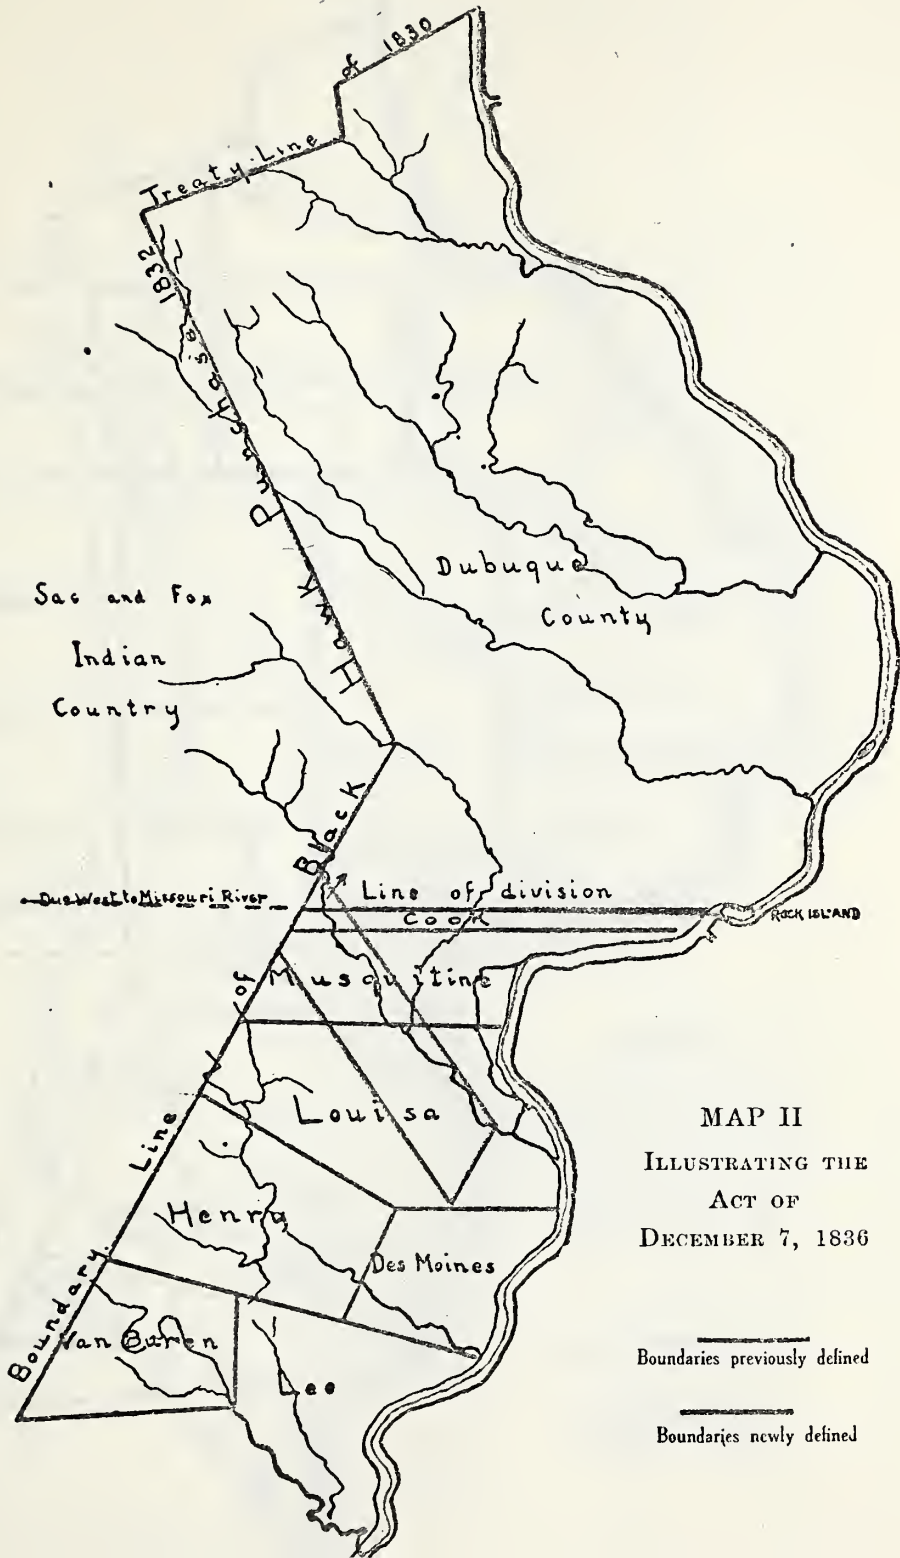 of 1830
Treaty Line
1832
Purchase
Hawk
Black
of
Line
Boundary
Dubuque
County
Sac and Fox
Indian
Country
Due West to Missouri River
Line of division
ROCK ISLAND
Cook
Musquitine
Louisa
Henry
Des Moines
Van Buren
Lee
MAP II
ILLUSTRATING THE
ACT OF
DECEMBER 7, 1836
Boundaries previously defined
Boundaries newly defined